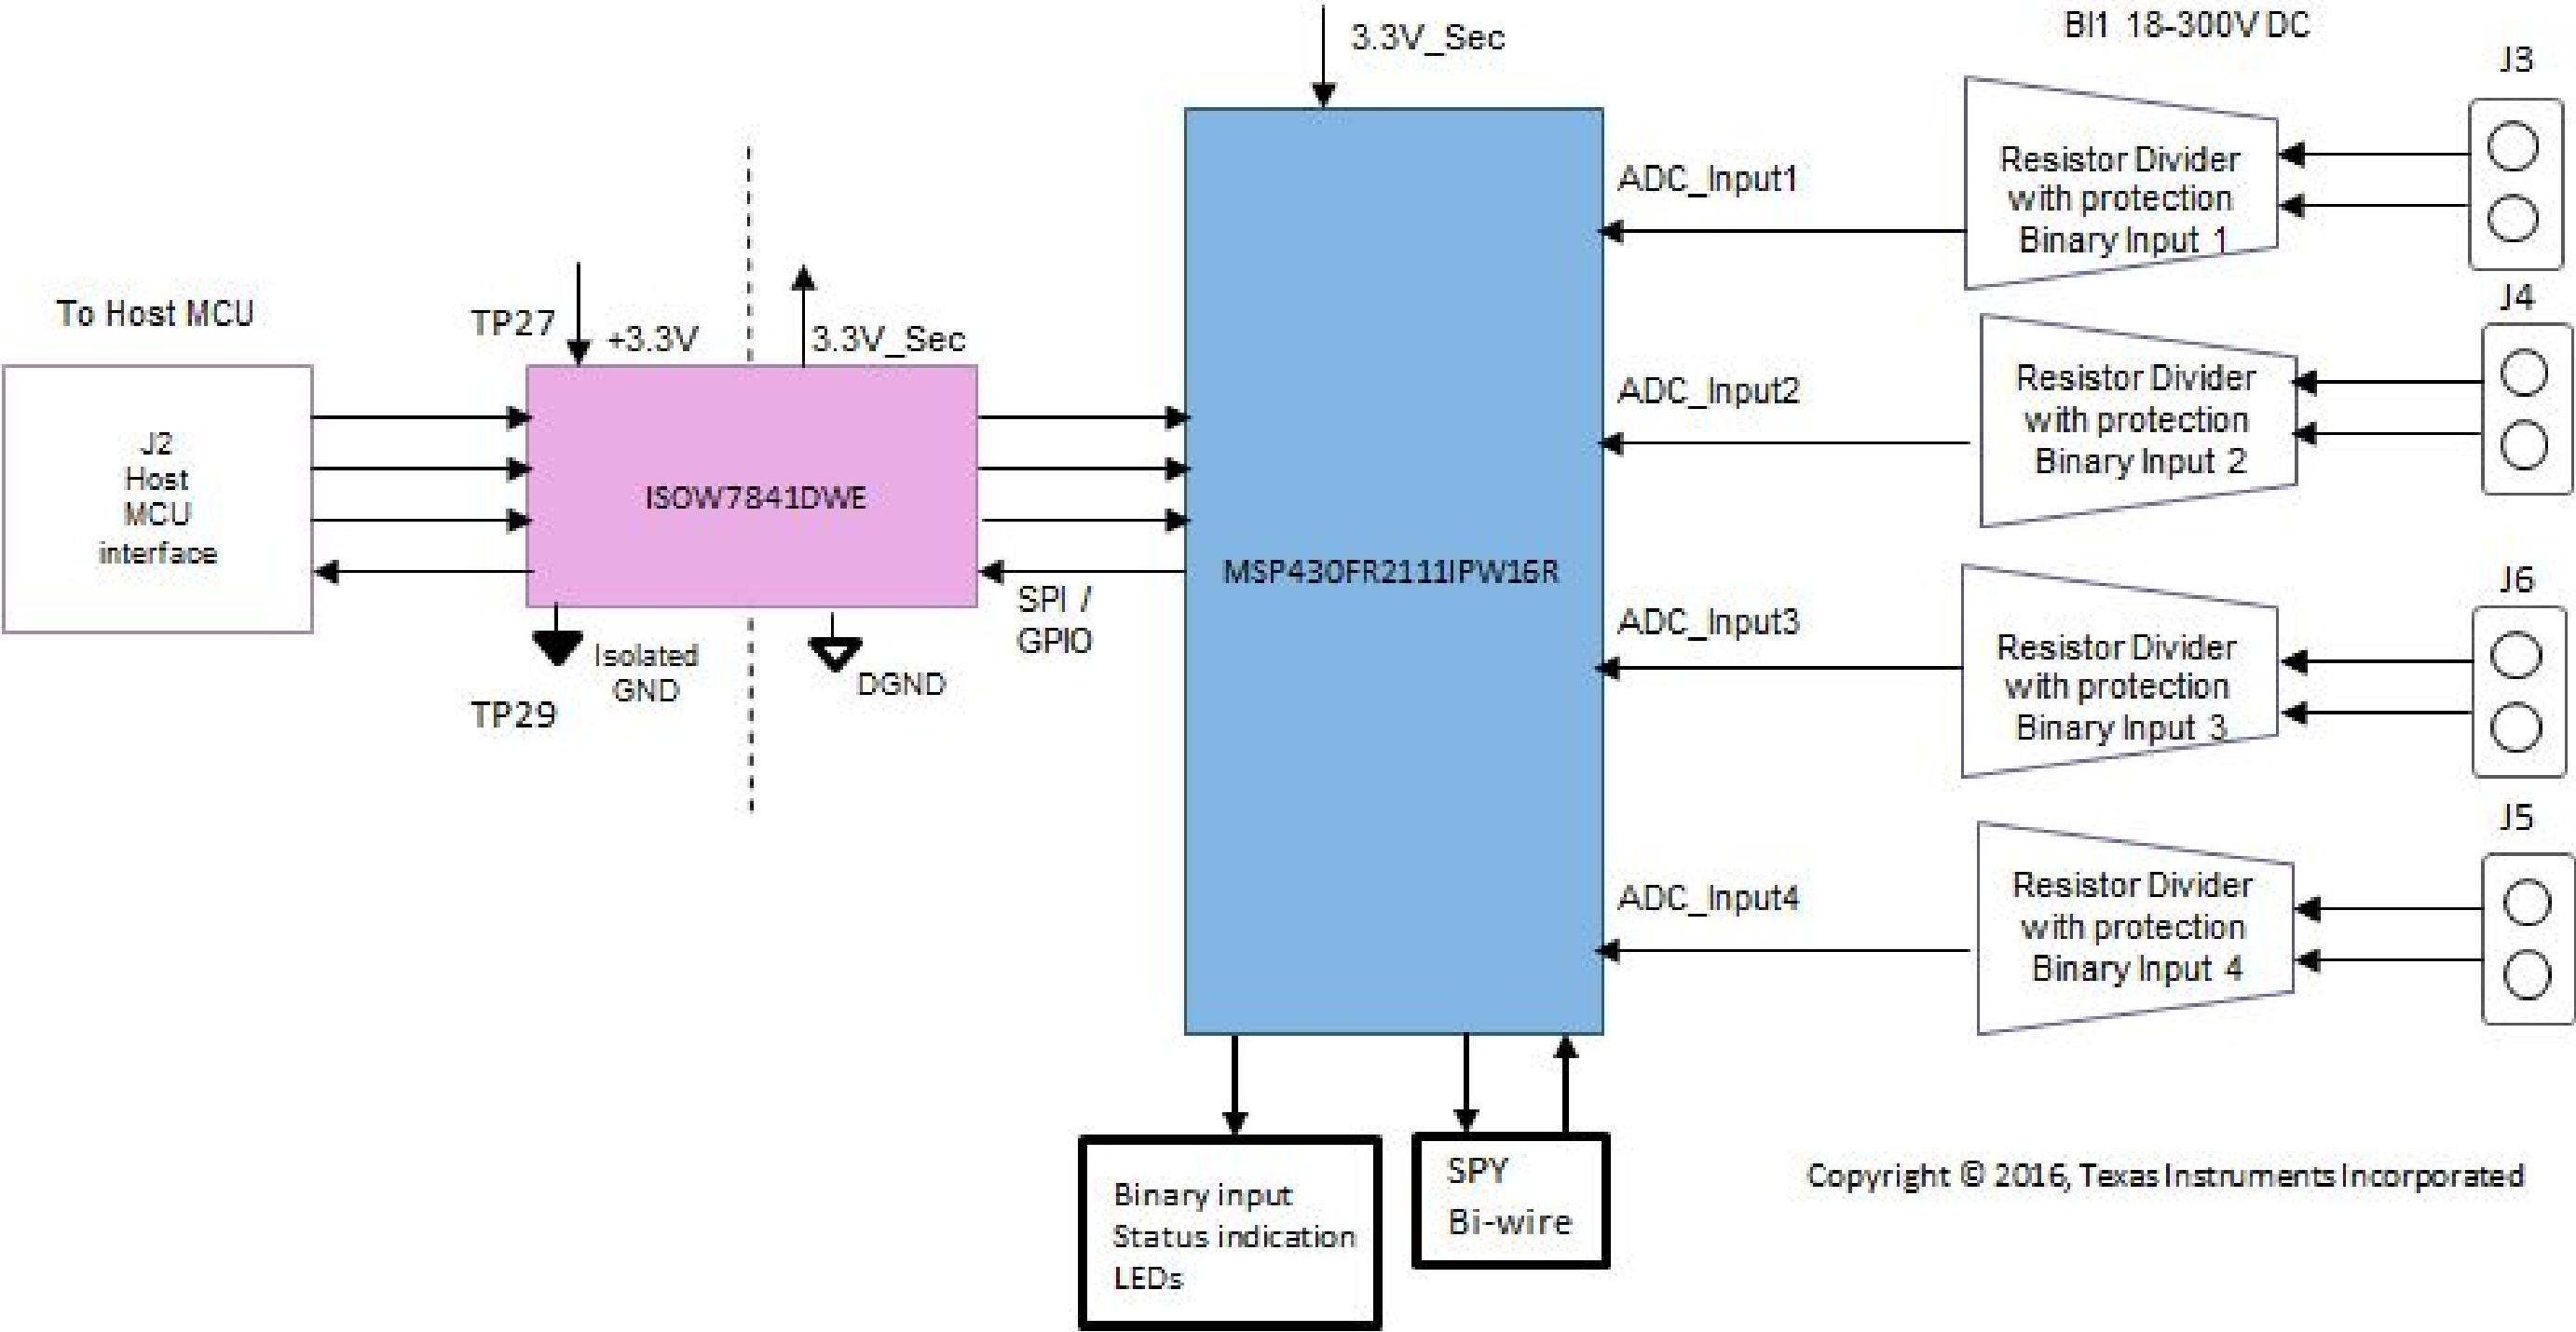 3.3V_Sec
BI1 18-300V DC
J3
Resistor Divider
with protection
Binary Input 1
ADC_Input1
J4
To Host MCU
TP27
+3.3V
3.3V_Sec
Resistor Divider
with protection
Binary Input 2
ADC_Input2
J2
Host
MCU
interface
ISOW7841DWE
MSP430FR2111IPW16R
SPI /
GPIO
Isolated
GND
DGND
TP29
ADC_Input3
J6
Resistor Divider
with protection
Binary Input 3
J5
ADC_Input4
Resistor Divider
with protection
Binary Input 4
Binary input
Status indication
LEDs
SPY
Bi-wire
Copyright © 2016, Texas Instruments Incorporated